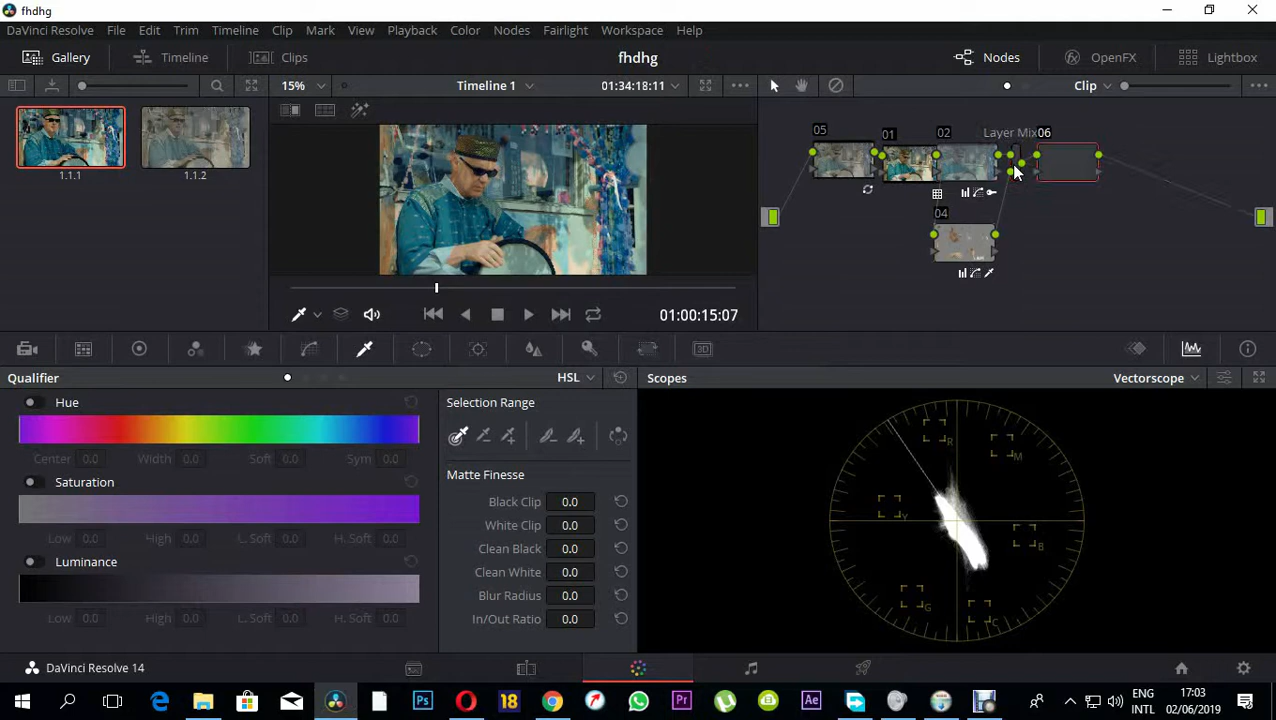 fhdhg
DaVinci Resolve File Edit Trim Timeline Clip Mark View Playback Color Nodes Fairlight Workspace Help
Gallery Timeline Clips fhdhg Nodes OpenFX Lightbox
15% Timeline 1 01:34:18:11 Clip
1.1.1 1.1.2
Layer Mix
05 01 02 06
04
01:00:15:07
3D
Qualifier HSL Scopes Vectorscope
Hue
Center 0.0 Width 0.0 Soft 0.0 Sym 0.0
Saturation
Low 0.0 High 0.0 L. Soft 0.0 H. Soft 0.0
Luminance
Low 0.0 High 0.0 L. Soft 0.0 H. Soft 0.0
Selection Range
Matte Finesse
Black Clip 0.0
White Clip 0.0
Clean Black 0.0
Clean White 0.0
Blur Radius 0.0
In/Out Ratio 0.0
R
M
Y
B
G
C
DaVinci Resolve 14
Ps 18 Pr Ae
ENG 17:03
INTL 02/06/2019